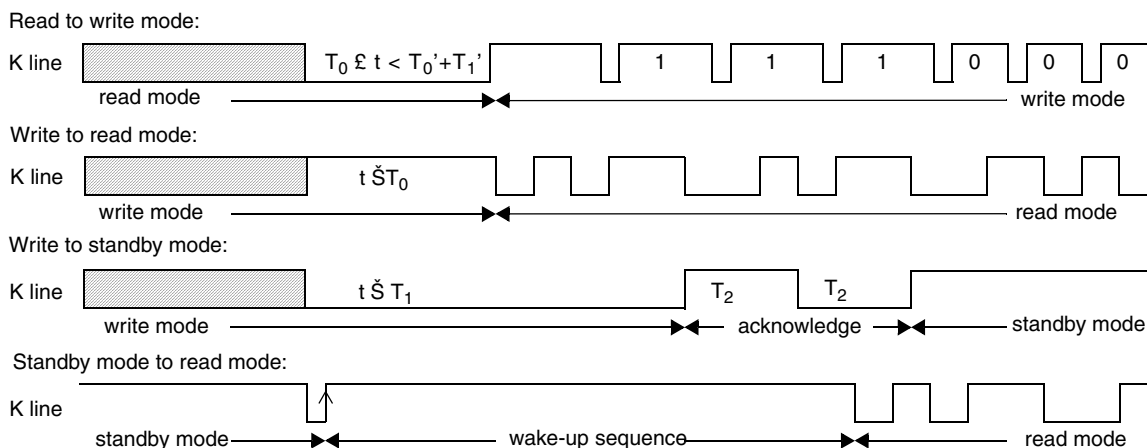 Read to write mode:
K line T₀ £ t < T₀'+T₁' 1 1 1 0 0 0
read mode write mode
Write to read mode:
K line t ŠT₀
write mode read mode
Write to standby mode:
K line t Š T₁ T₂ T₂
write mode acknowledge standby mode
Standby mode to read mode:
K line
standby mode wake-up sequence read mode